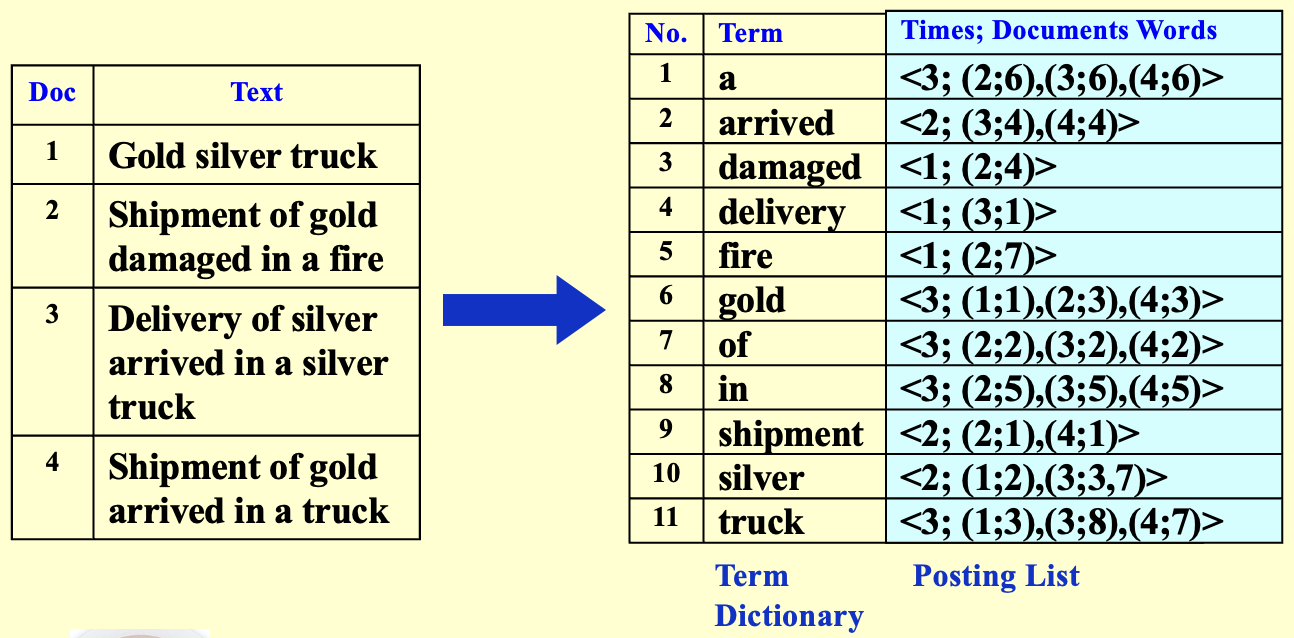 Doc Text
1 Gold silver truck
2 Shipment of gold
damaged in a fire
3 Delivery of silver
arrived in a silver
truck
4 Shipment of gold
arrived in a truck
No. Term Times; Documents Words
1 a <3; (2;6),(3;6),(4;6)>
2 arrived <2; (3;4),(4;4)>
3 damaged <1; (2;4)>
4 delivery <1; (3;1)>
5 fire <1; (2;7)>
6 gold <3; (1;1),(2;3),(4;3)>
7 of <3; (2;2),(3;2),(4;2)>
8 in <3; (2;5),(3;5),(4;5)>
9 shipment <2; (2;1),(4;1)>
10 silver <2; (1;2),(3;3,7)>
11 truck <3; (1;3),(3;8),(4;7)>
Term Posting List
Dictionary